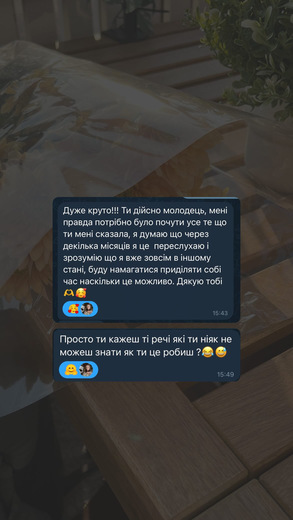 Дуже круто!!! Ти дійсно молодець, мені
правда потрібно було почути усе те що
ти мені сказала, я думаю що через
декілька місяців я це переслухаю і
зрозумію що я вже зовсім в іншому
стані, буду намагатися приділяти собі
час наскільки це можливо. Дякую тобі
🫶🥰
15:43
Просто ти кажеш ті речі які ти ніяк не
можеш знати як ти це робиш ?😂😋
15:49